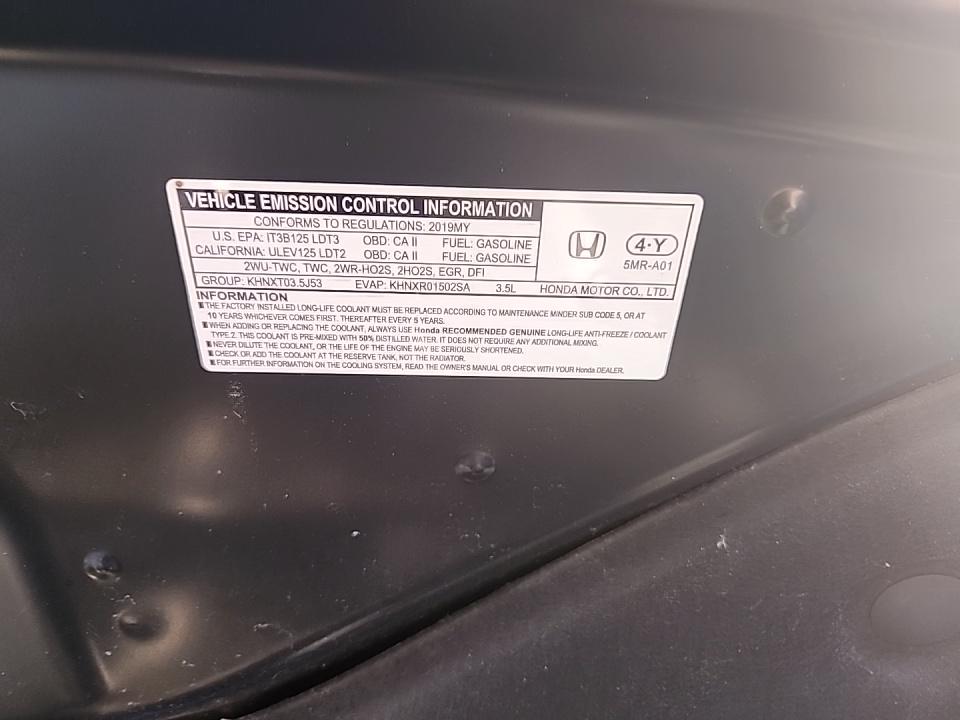 VEHICLE EMISSION CONTROL INFORMATION
CONFORMS TO REGULATIONS: 2019MY
U.S. EPA: IT3B125 LDT3 OBD: CA II FUEL: GASOLINE
CALIFORNIA: ULEV125 LDT2 OBD: CA II FUEL: GASOLINE
4·Y
5MR-A01
2WU-TWC, TWC, 2WR-HO2S, 2HO2S, EGR, DFI
GROUP: KHNXT03.5J53 EVAP: KHNXR01502SA 3.5L HONDA MOTOR CO., LTD.
INFORMATION
THE FACTORY INSTALLED LONG-LIFE COOLANT MUST BE REPLACED ACCORDING TO MAINTENANCE MINDER SUB CODE 5, OR AT
10 YEARS WHICHEVER COMES FIRST. THEREAFTER EVERY 5 YEARS.
WHEN ADDING OR REPLACING THE COOLANT, ALWAYS USE Honda RECOMMENDED GENUINE LONG-LIFE ANTI-FREEZE / COOLANT
TYPE 2. THIS COOLANT IS PRE-MIXED WITH 50% DISTILLED WATER. IT DOES NOT REQUIRE ANY ADDITIONAL MIXING.
NEVER DILUTE THE COOLANT, OR THE LIFE OF THE ENGINE MAY BE SERIOUSLY SHORTENED.
CHECK OR ADD THE COOLANT AT THE RESERVE TANK, NOT THE RADIATOR.
FOR FURTHER INFORMATION ON THE COOLING SYSTEM, READ THE OWNER'S MANUAL OR CHECK WITH YOUR Honda DEALER.